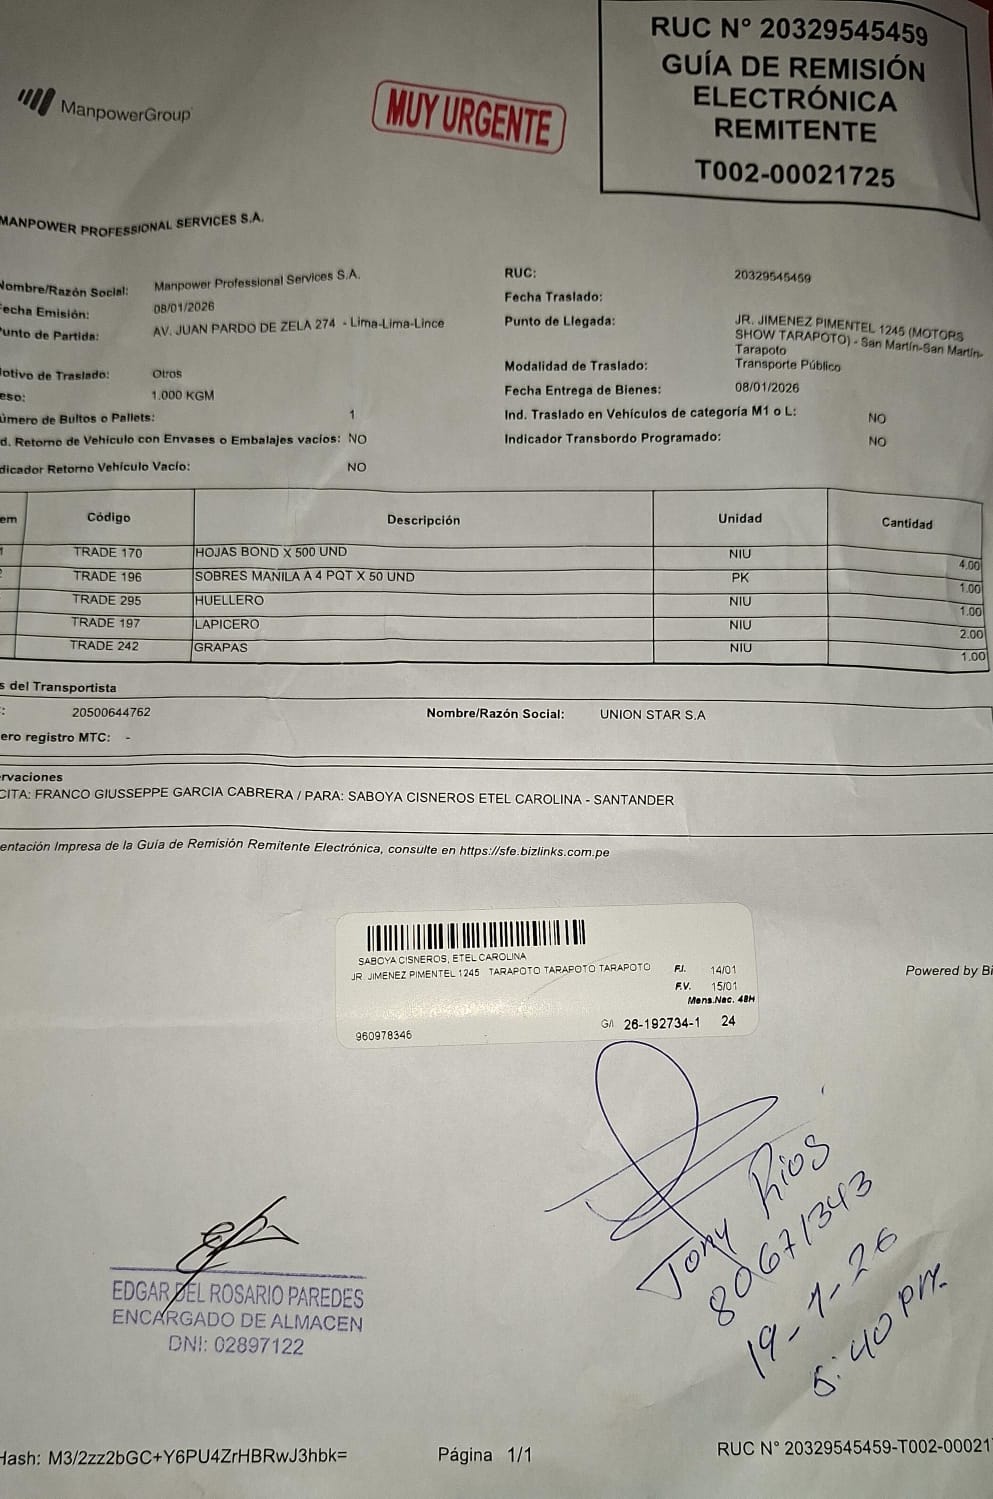 RUC N° 20329545459
GUÍA DE REMISIÓN
ELECTRÓNICA
REMITENTE
T002-00021725
ManpowerGroup
MUY URGENTE
MANPOWER PROFESSIONAL SERVICES S.A.
Nombre/Razón Social: Manpower Professional Services S.A.
RUC: 20329545459
echa Emisión: 08/01/2026
Fecha Traslado:
unto de Partida: AV. JUAN PARDO DE ZELA 274 - Lima-Lima-Lince
Punto de Llegada: JR. JIMENEZ PIMENTEL 1245 (MOTORS
SHOW TARAPOTO) - San Martín-San Martín-
Tarapoto
otivo de Traslado: Otros
Modalidad de Traslado: Transporte Público
eso: 1.000 KGM
Fecha Entrega de Bienes: 08/01/2026
úmero de Bultos o Pallets: 1
Ind. Traslado en Vehículos de categoría M1 o L: NO
d. Retorno de Vehículo con Envases o Embalajes vacíos: NO
Indicador Transbordo Programado: NO
dicador Retorno Vehículo Vacío: NO
em Código Descripción Unidad Cantidad
1 TRADE 170 HOJAS BOND X 500 UND NIU 4.00
2 TRADE 196 SOBRES MANILA A 4 PQT X 50 UND PK 1.00
TRADE 295 HUELLERO NIU 1.00
TRADE 197 LAPICERO NIU 2.00
TRADE 242 GRAPAS NIU 1.00
s del Transportista
: 20500644762 Nombre/Razón Social: UNION STAR S.A
ero registro MTC: -
rvaciones
CITA: FRANCO GIUSSEPPE GARCIA CABRERA / PARA: SABOYA CISNEROS ETEL CAROLINA - SANTANDER
entación Impresa de la Guía de Remisión Remitente Electrónica, consulte en https://sfe.bizlinks.com.pe
SABOYA CISNEROS, ETEL CAROLINA
JR. JIMENEZ PIMENTEL 1245 TARAPOTO TARAPOTO TARAPOTO
F.I. 14/01
F.V. 15/01
Mens.Nac. 48H
G/I 26-192734-1 24
960978346
Powered by Bi
Tony Rios
80671343
19-1-26
5:40 pm.
EDGAR DEL ROSARIO PAREDES
ENCARGADO DE ALMACEN
DNI: 02897122
Hash: M3/2zz2bGC+Y6PU4ZrHBRwJ3hbk=
Página 1/1
RUC N° 20329545459-T002-00021